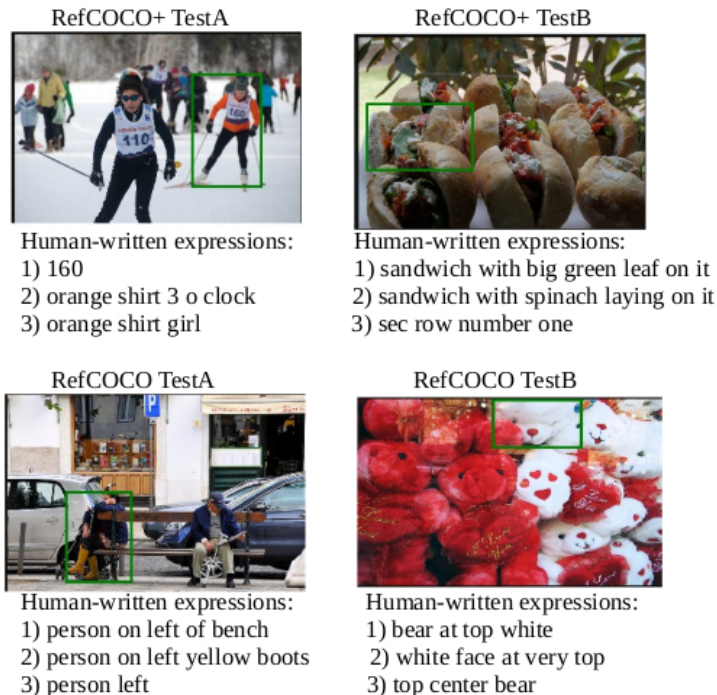 RefCOCO+ TestA
160
110
Human-written expressions:
1) 160
2) orange shirt 3 o clock
3) orange shirt girl
RefCOCO+ TestB
Human-written expressions:
1) sandwich with big green leaf on it
2) sandwich with spinach laying on it
3) sec row number one
RefCOCO TestA
P
Human-written expressions:
1) person on left of bench
2) person on left yellow boots
3) person left
RefCOCO TestB
Human-written expressions:
1) bear at top white
2) white face at very top
3) top center bear